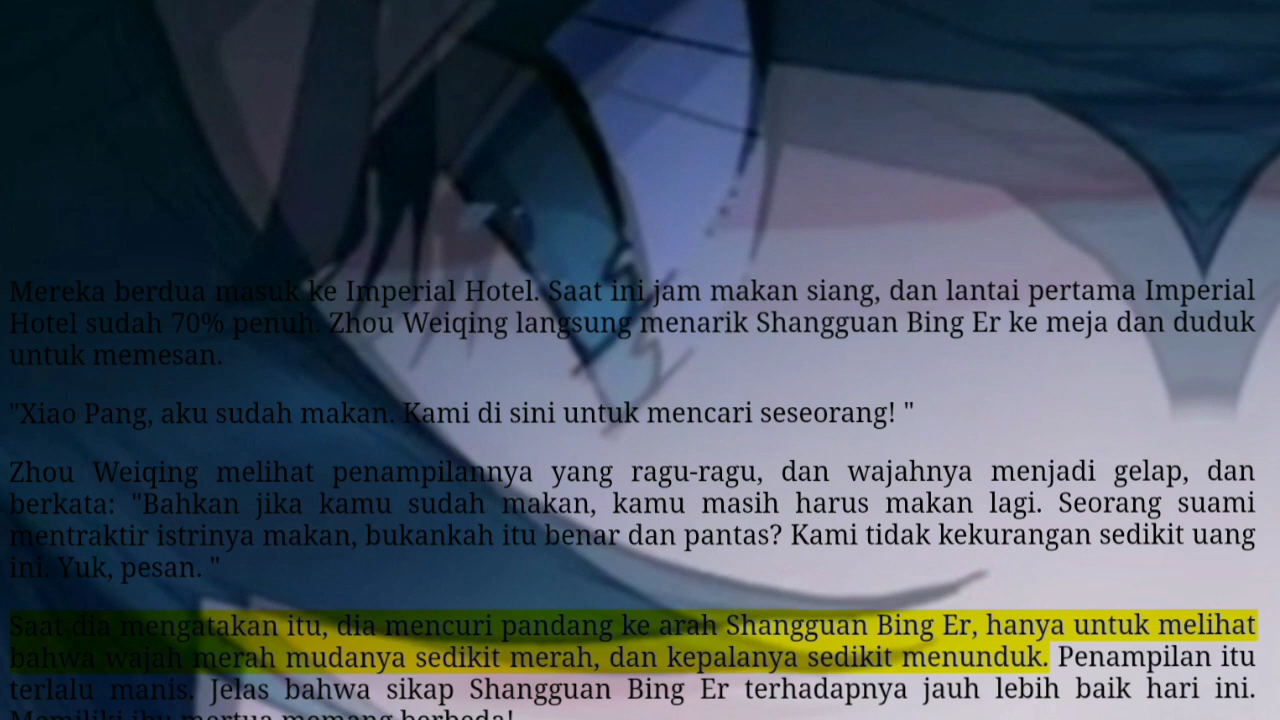 Mereka berdua masuk ke Imperial Hotel. Saat ini jam makan siang, dan lantai pertama Imperial
Hotel sudah 70% penuh. Zhou Weiqing langsung menarik Shangguan Bing Er ke meja dan duduk
untuk memesan.
"Xiao Pang, aku sudah makan. Kami di sini untuk mencari seseorang! "
Zhou Weiqing melihat penampilannya yang ragu-ragu, dan wajahnya menjadi gelap, dan
berkata: "Bahkan jika kamu sudah makan, kamu masih harus makan lagi. Seorang suami
mentraktir istrinya makan, bukankah itu benar dan pantas? Kami tidak kekurangan sedikit uang
ini. Yuk, pesan. "
Saat dia mengatakan itu, dia mencuri pandang ke arah Shangguan Bing Er, hanya untuk melihat
bahwa wajah merah mudanya sedikit merah, dan kepalanya sedikit menunduk. Penampilan itu
terlalu manis. Jelas bahwa sikap Shangguan Bing Er terhadapnya jauh lebih baik hari ini.
Memiliki ibu mertua memang berbeda!